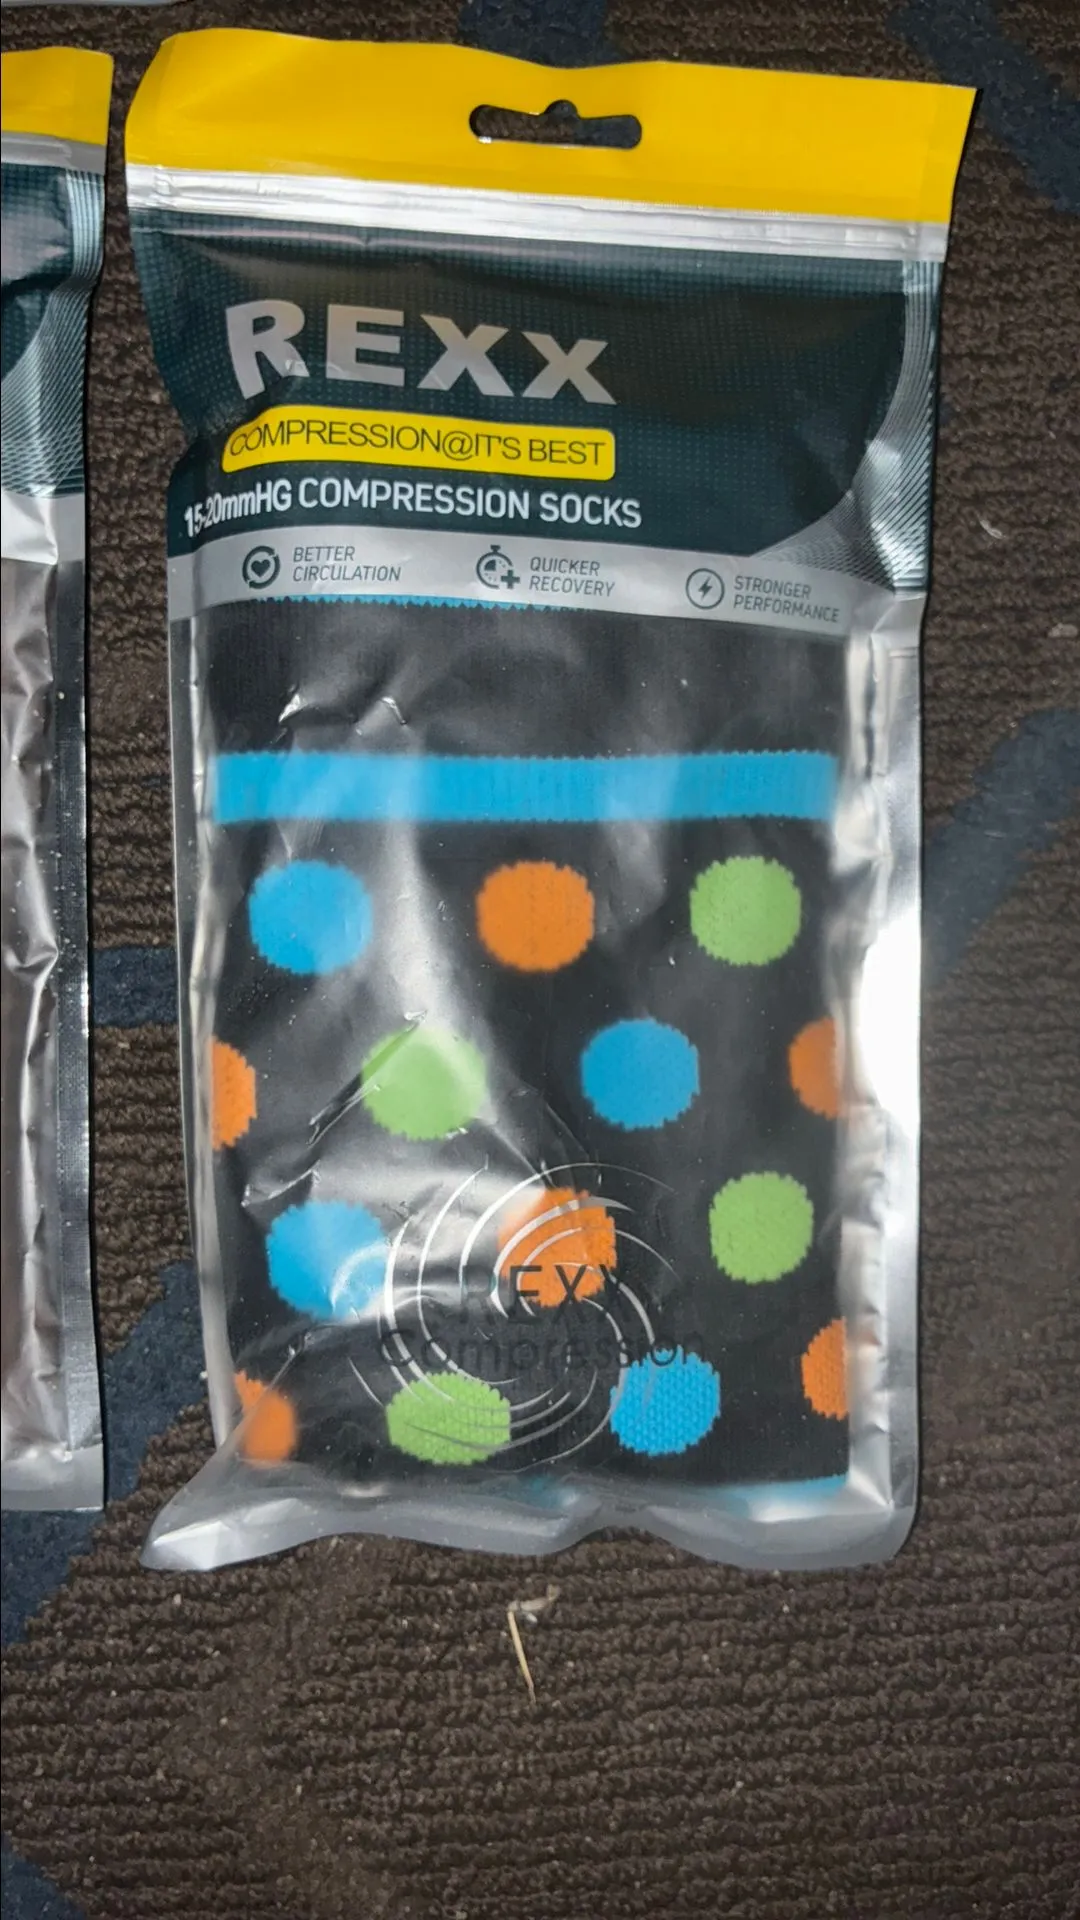 REXX
COMPRESSION@IT'S BEST
15-20mmHG COMPRESSION SOCKS
BETTER
CIRCULATION
QUICKER
RECOVERY
STRONGER
PERFORMANCE
REXX
Compression